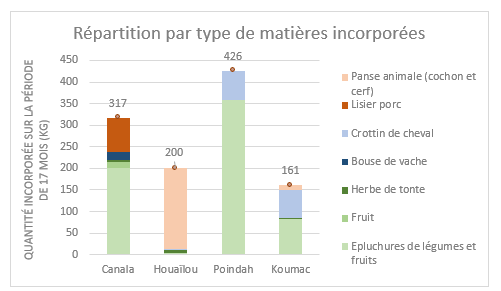 Répartition par type de matières incorporées
QUANTITÉ INCORPORÉE SUR LA PÉRIODE
DE 17 MOIS (KG)
450
400
350
300
250
200
150
100
50
0
317
200
426
161
Canala
Houaïlou
Poindah
Koumac
Panse animale (cochon et
cerf)
Lisier porc
Crottin de cheval
Bouse de vache
Herbe de tonte
Fruit
Epluchures de légumes et
fruits